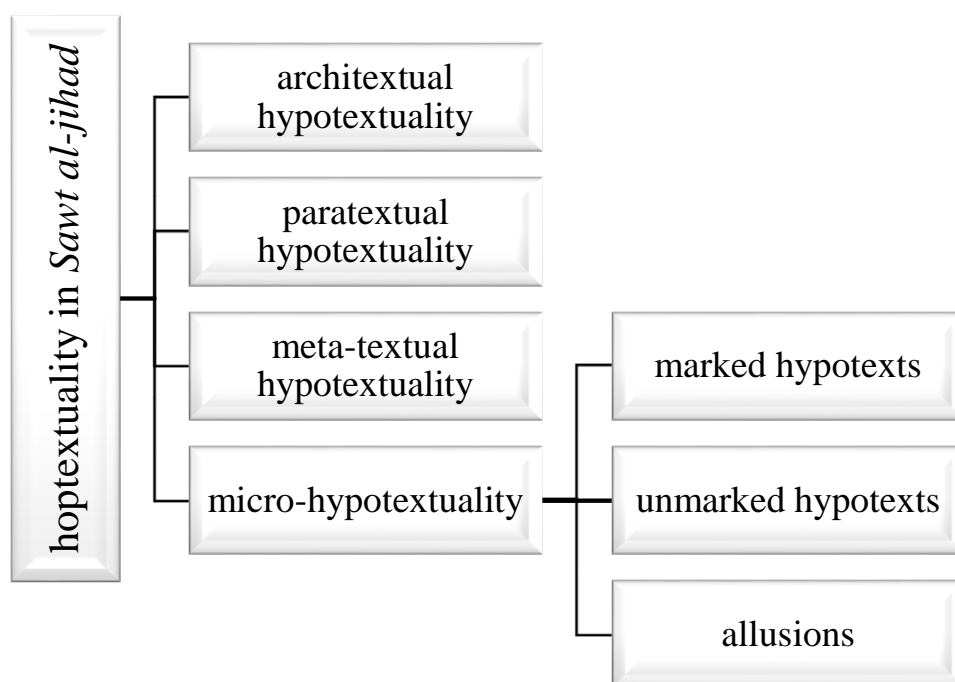 hoptextuality in Sawt al-jihad
architextual
hypotextuality
paratextual
hypotextuality
meta-textual
hypotextuality
micro-hypotextuality
marked hypotexts
unmarked hypotexts
allusions